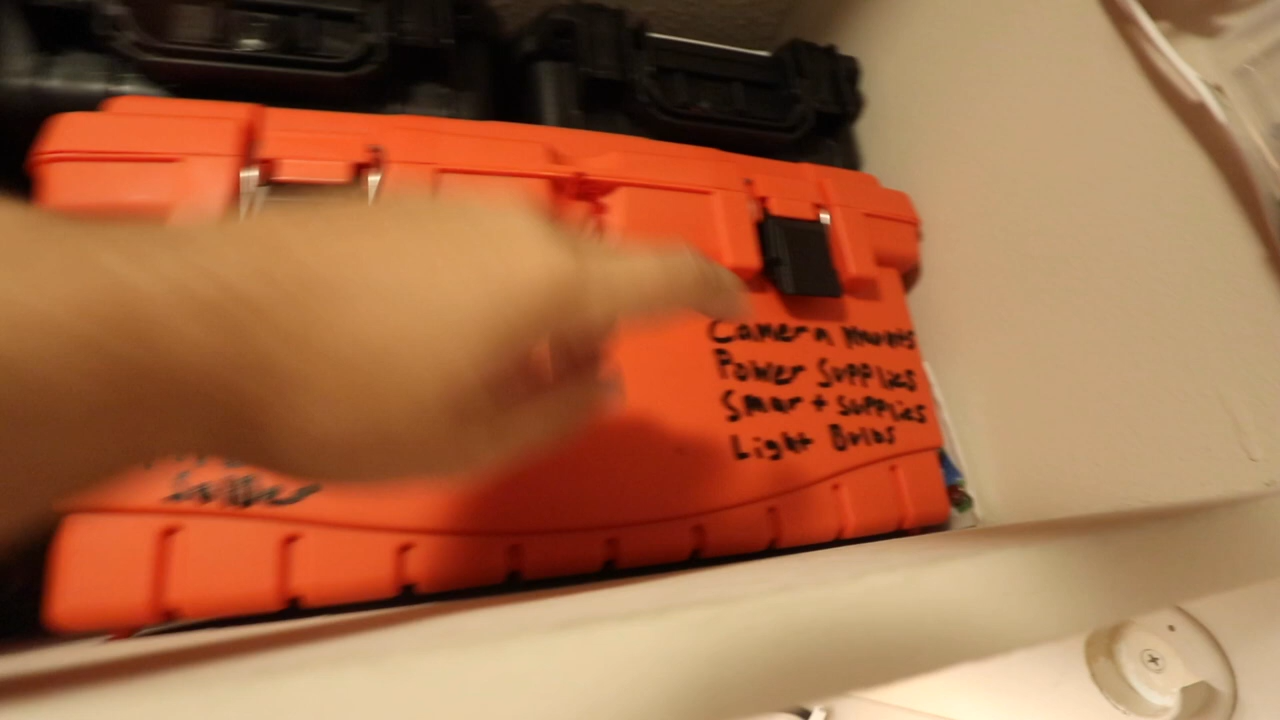 Camera Mounts
Power Supplies
Smart supplies
Light Bulbs